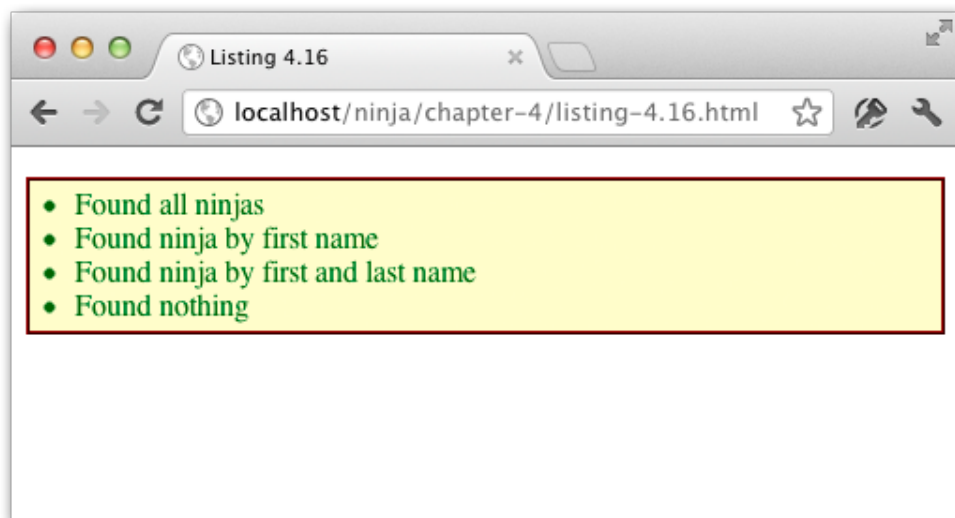 Listing 4.16
localhost/ninja/chapter-4/listing-4.16.html
Found all ninjas
Found ninja by first name
Found ninja by first and last name
Found nothing